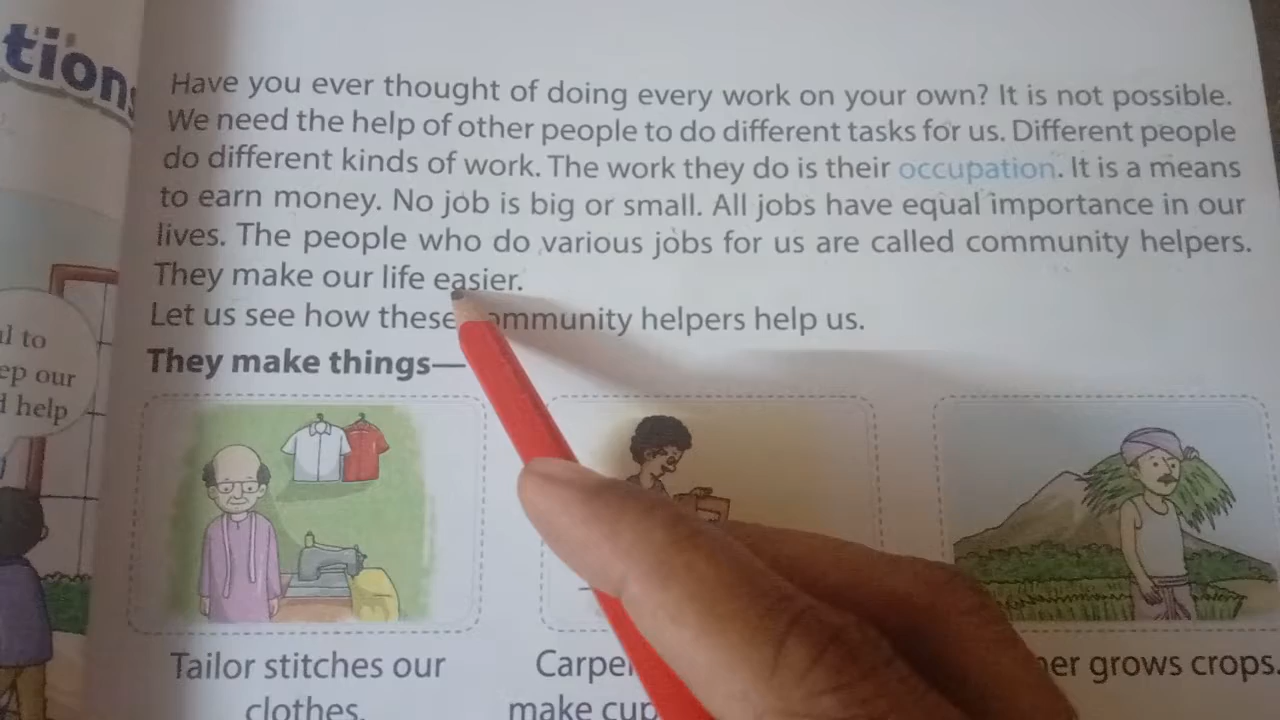 tions
Have you ever thought of doing every work on your own? It is not possible.
We need the help of other people to do different tasks for us. Different people
do different kinds of work. The work they do is their occupation. It is a means
to earn money. No job is big or small. All jobs have equal importance in our
lives. The people who do various jobs for us are called community helpers.
They make our life easier.
Let us see how these ommunity helpers help us.
They make things—
l to
ep our
help
Tailor stitches our
clothes.
Carpe
make cup
er grows crops.